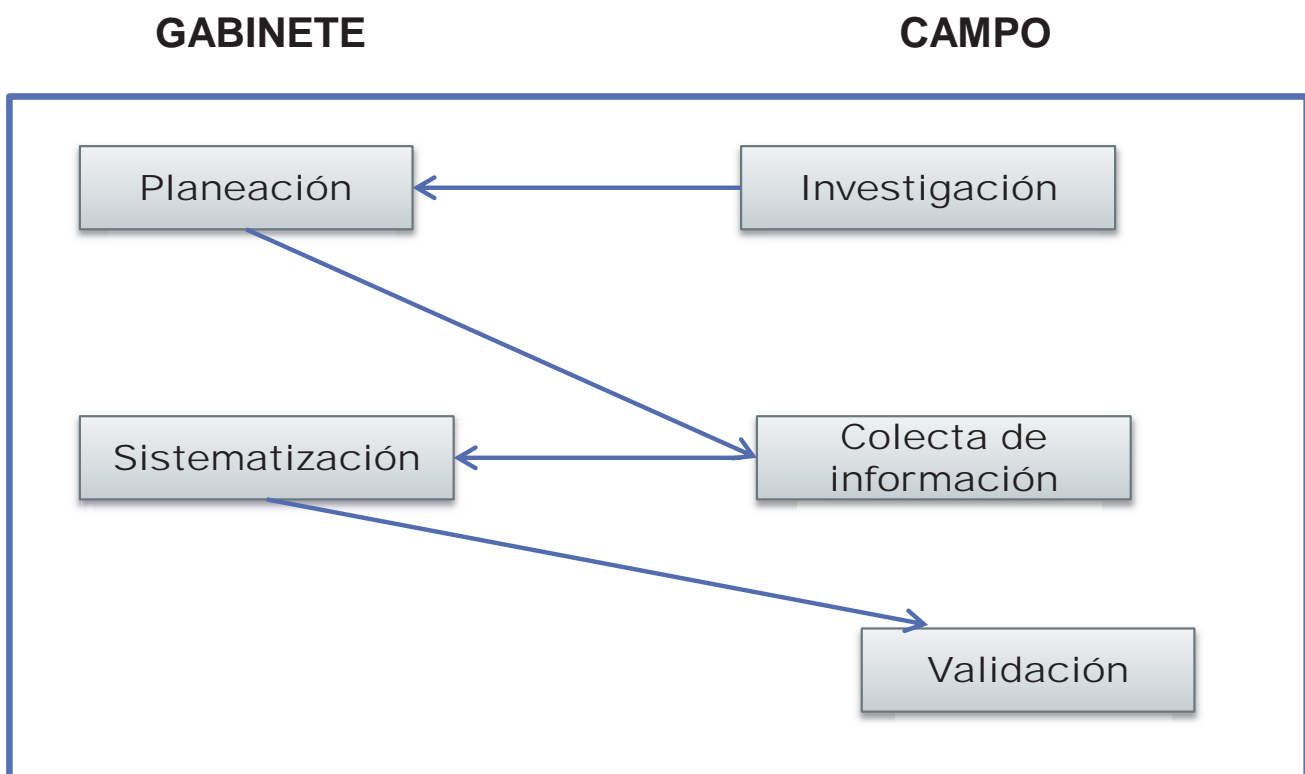 GABINETE
CAMPO
Planeación
Investigación
Sistematización
Colecta de
información
Validación